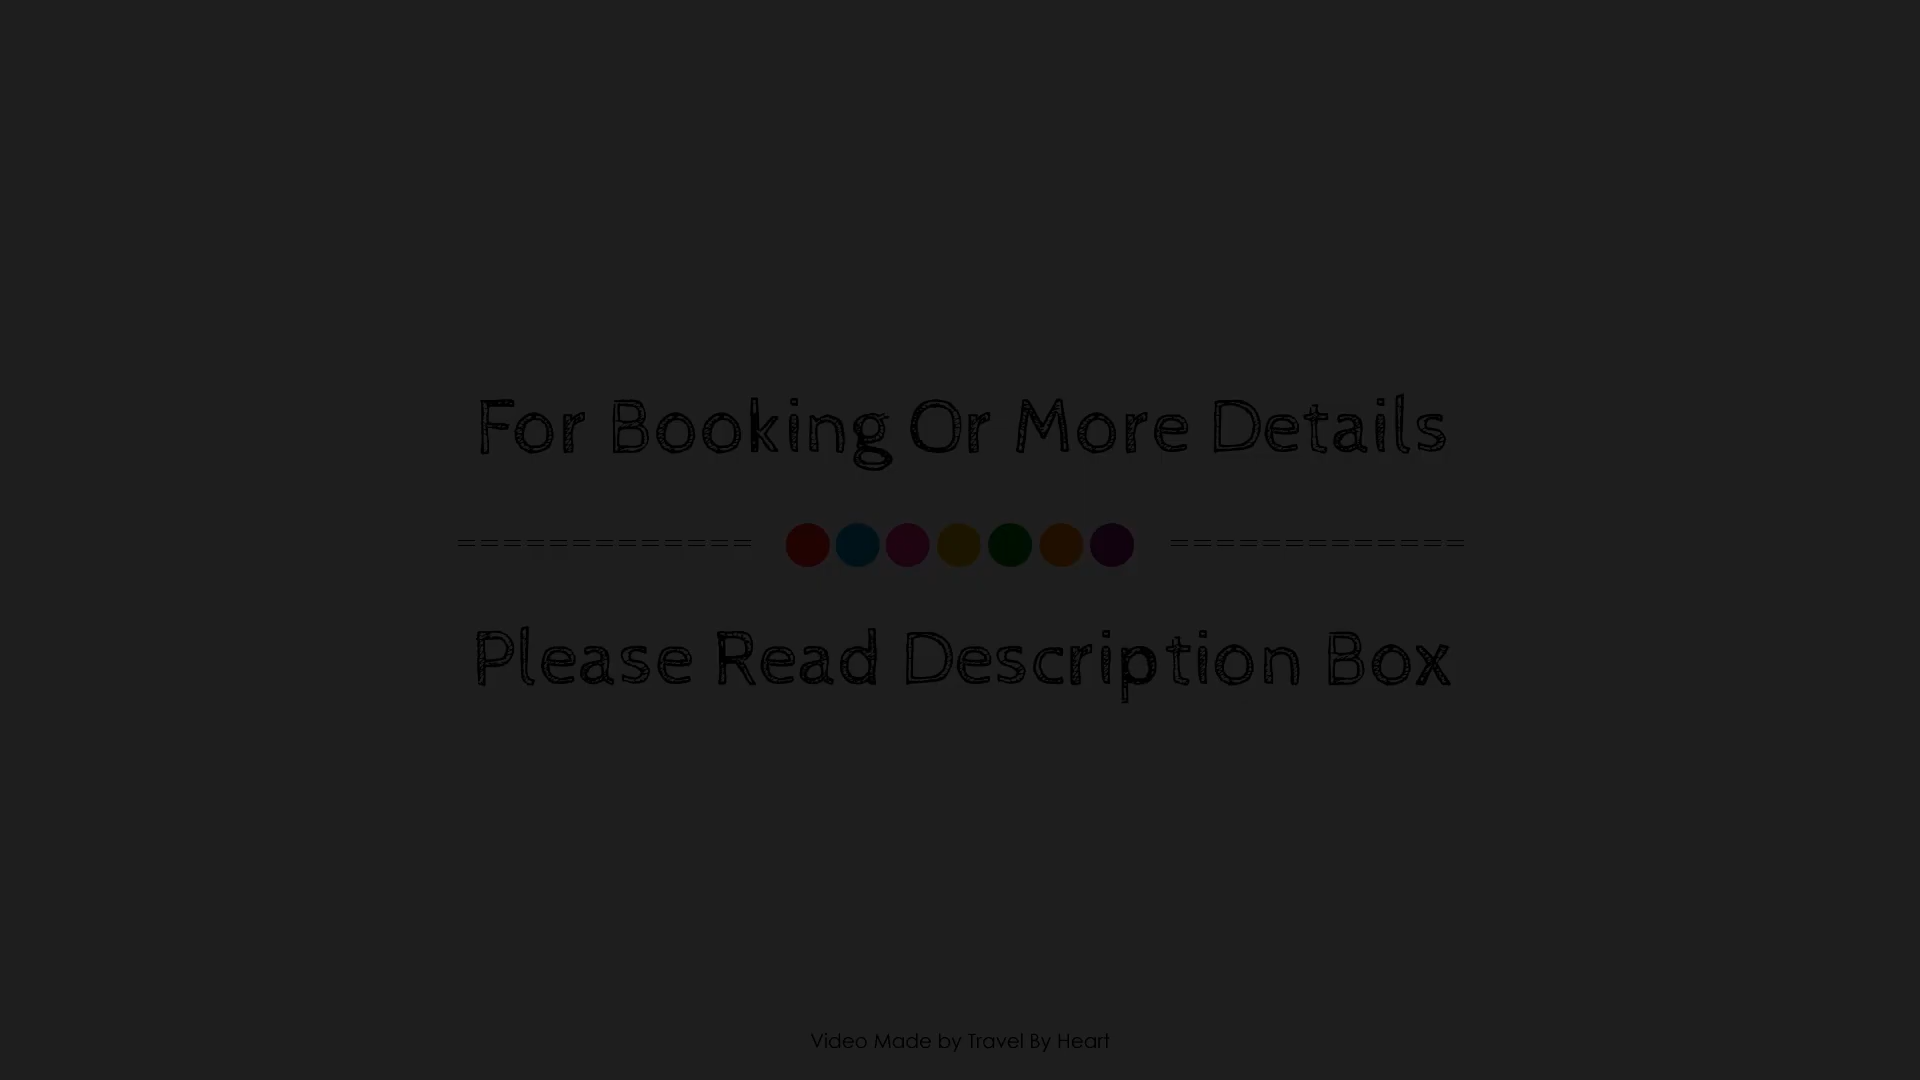 For Booking Or More Details
============= =============
Please Read Description Box
Video Made by Travel By Heart